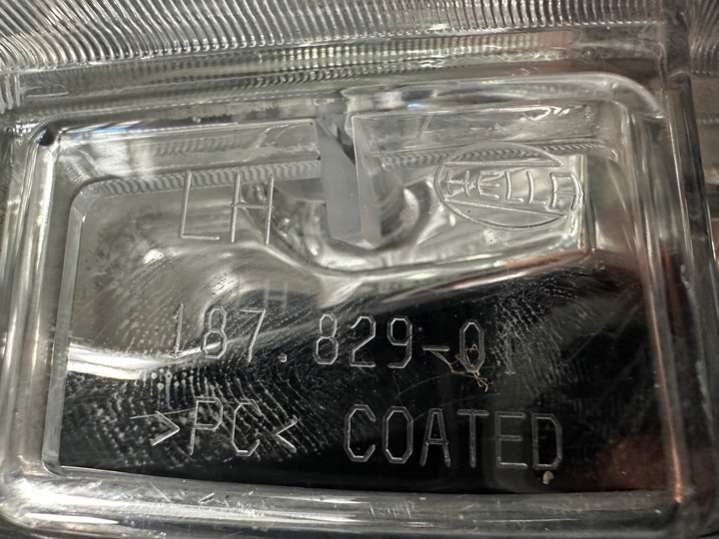 LH HELLA
187.829-01
>PC< COATED